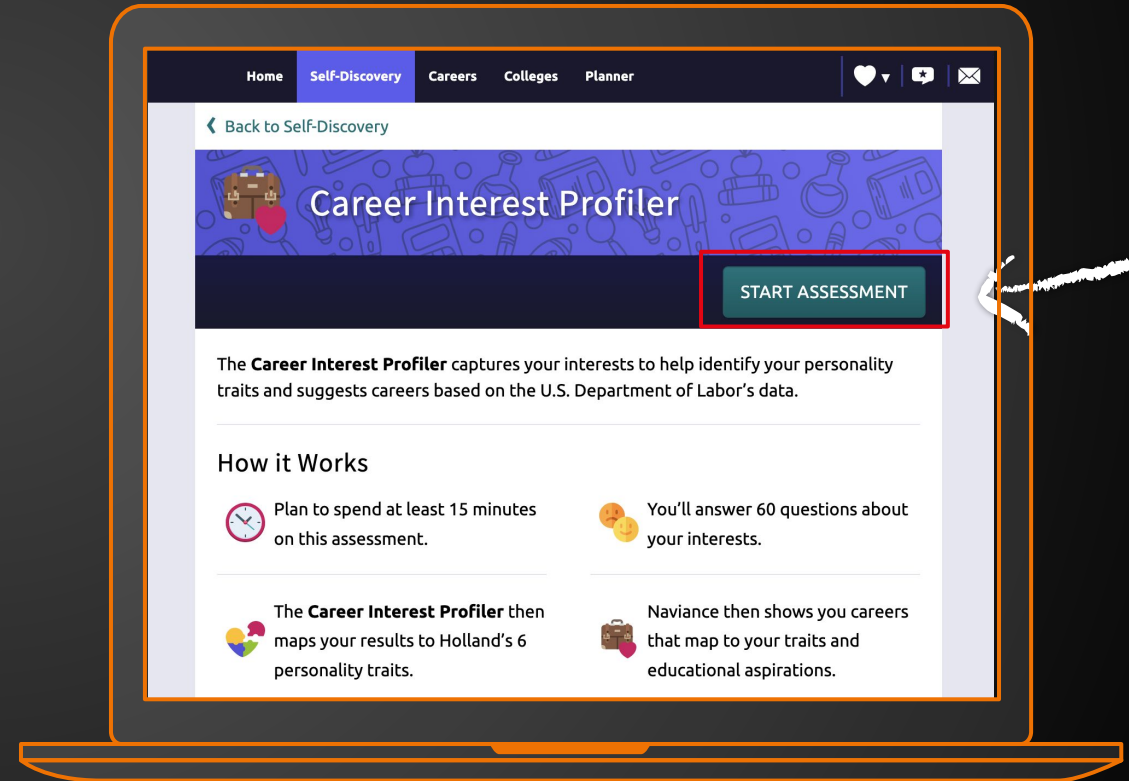 Home Self-Discovery Careers Colleges Planner
Back to Self-Discovery
Career Interest Profiler
START ASSESSMENT
The Career Interest Profiler captures your interests to help identify your personality
traits and suggests careers based on the U.S. Department of Labor’s data.
How it Works
Plan to spend at least 15 minutes
on this assessment.
You’ll answer 60 questions about
your interests.
The Career Interest Profiler then
maps your results to Holland’s 6
personality traits.
Naviance then shows you careers
that map to your traits and
educational aspirations.